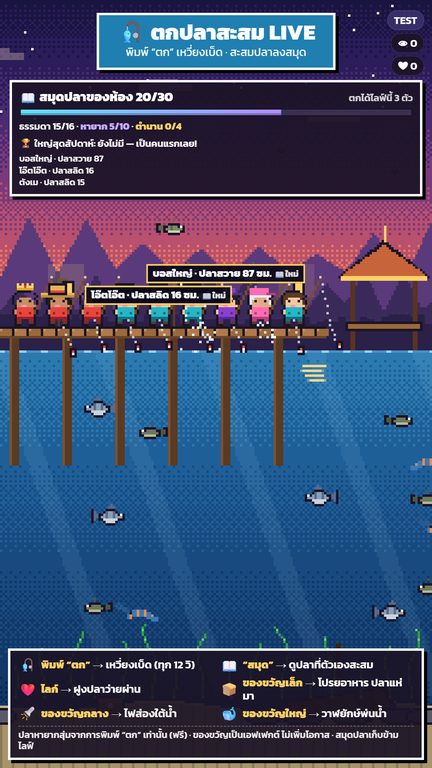 ตกปลาสะสม LIVE
พิมพ์ “ตก” เหวี่ยงเบ็ด · สะสมปลาลงสมุด
TEST
0
0
สมุดปลาของห้อง 20/30
ตกได้ไลฟ์นี้ 3 ตัว
ธรรมดา 15/16 · หายาก 5/10 · ตำนาน 0/4
ใหญ่สุดสัปดาห์: ยังไม่มี — เป็นคนแรกเลย!
บอสใหญ่ · ปลาสวาย 87
โอ๊ตโอ๊ต · ปลาสลิด 16
ตังเม · ปลาสลิด 15
บอสใหญ่ · ปลาสวาย 87 ซม. ใหม่
โอ๊ตโอ๊ต · ปลาสลิด 16 ซม. ใหม่
พิมพ์ “ตก” → เหวี่ยงเบ็ด (ทุก 12 วิ)
“สมุด” → ดูปลาที่ตัวเองสะสม
ไลก์ → ฝูงปลาว่ายผ่าน
ของขวัญเล็ก → โปรยอาหาร ปลาแห่
มา
ของขวัญกลาง → ไฟส่องใต้น้ำ
ของขวัญใหญ่ → วาฬยักษ์พ่นน้ำ
ปลาหายากสุ่มจากการพิมพ์ “ตก” เท่านั้น (ฟรี) · ของขวัญเป็นเอฟเฟกต์ ไม่เพิ่มโอกาส · สมุดปลาเก็บข้าม
ไลฟ์